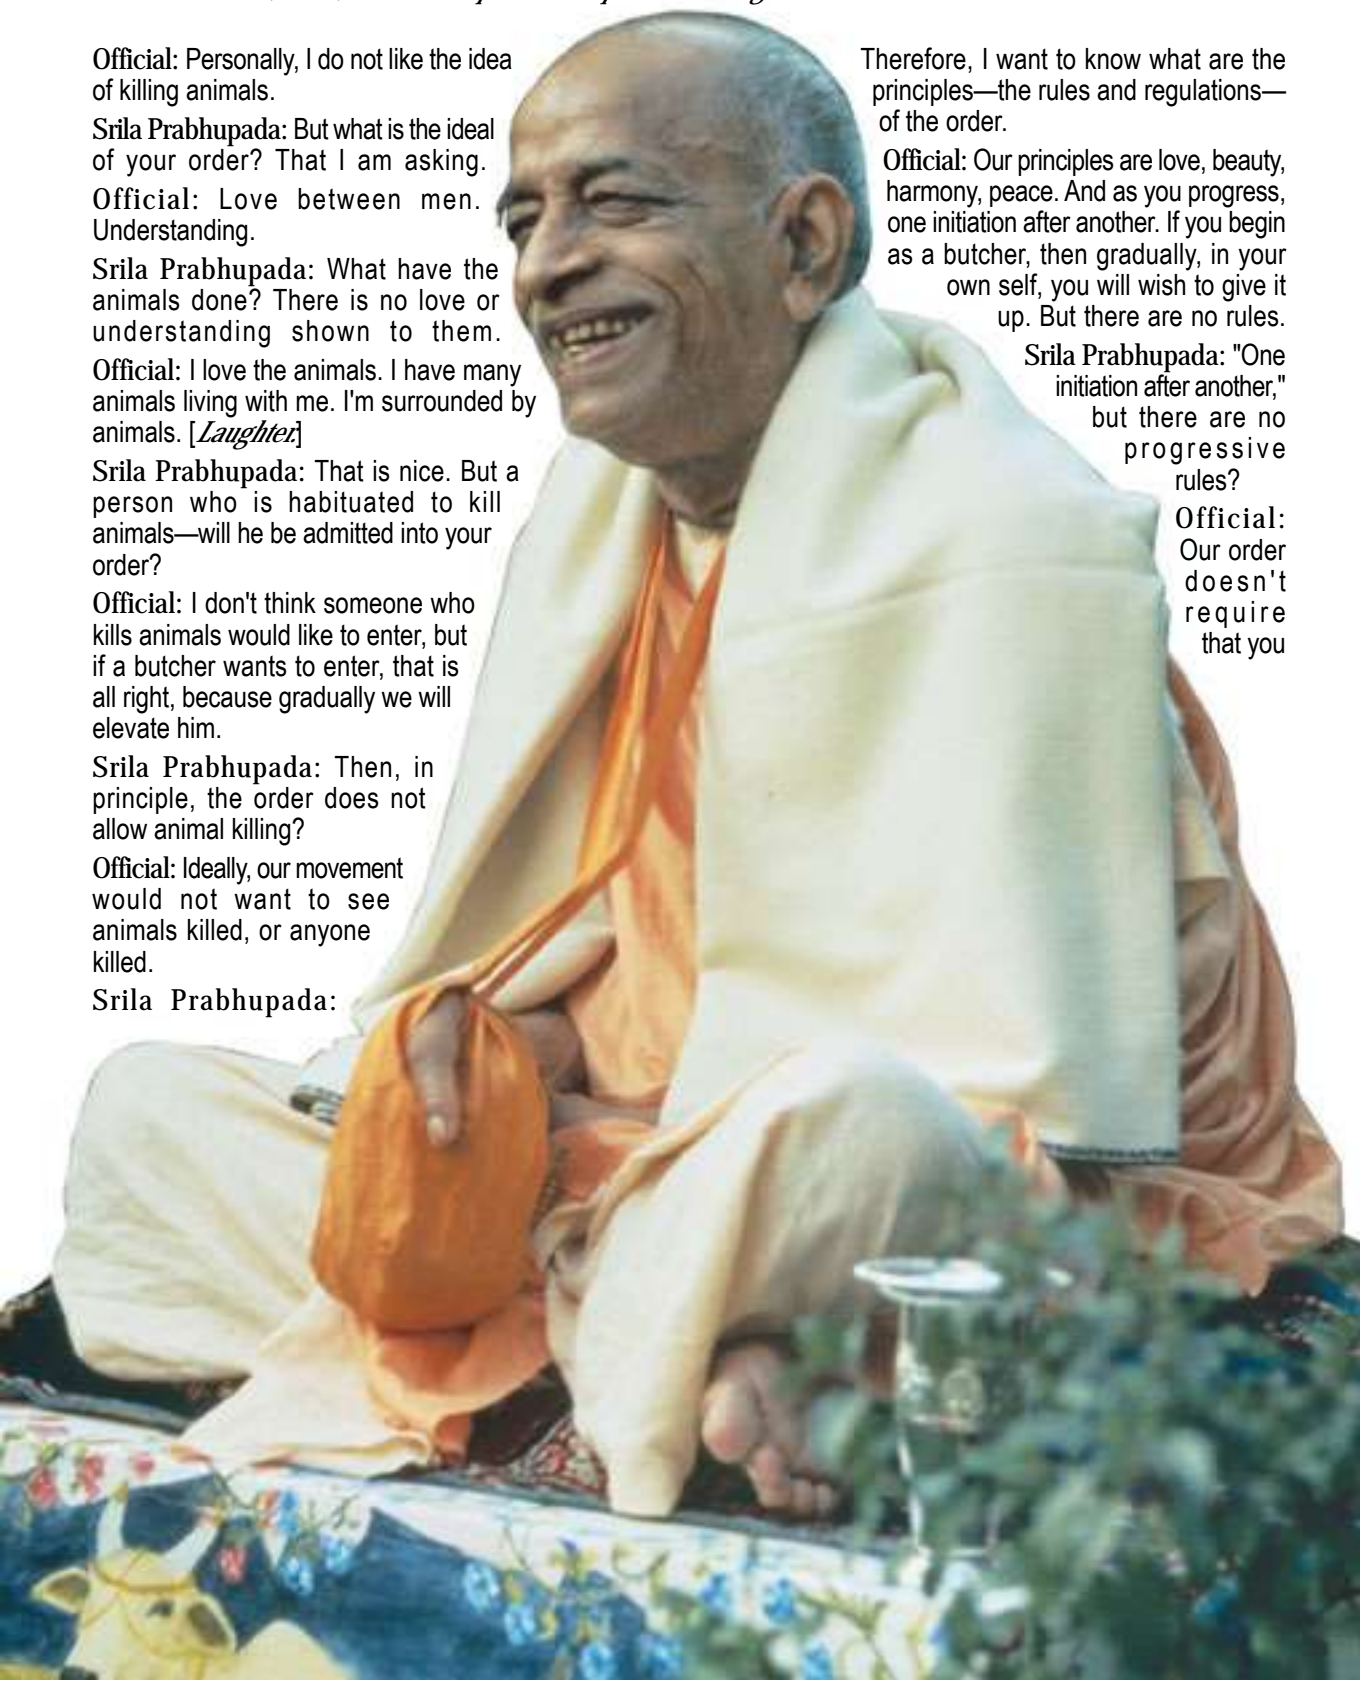 Official: Personally, I do not like the idea
of killing animals.
Srila Prabhupada: But what is the ideal
of your order? That I am asking.
Official: Love between men.
Understanding.
Srila Prabhupada: What have the
animals done? There is no love or
understanding shown to them.
Official: I love the animals. I have many
animals living with me. I'm surrounded by
animals. [Laughter.]
Srila Prabhupada: That is nice. But a
person who is habituated to kill
animals—will he be admitted into your
order?
Official: I don't think someone who
kills animals would like to enter, but
if a butcher wants to enter, that is
all right, because gradually we will
elevate him.
Srila Prabhupada: Then, in
principle, the order does not
allow animal killing?
Official: Ideally, our movement
would not want to see
animals killed, or anyone
killed.
Srila Prabhupada:
Therefore, I want to know what are the
principles—the rules and regulations—
of the order.
Official: Our principles are love, beauty,
harmony, peace. And as you progress,
one initiation after another. If you begin
as a butcher, then gradually, in your
own self, you will wish to give it
up. But there are no rules.
Srila Prabhupada: "One
initiation after another,"
but there are no
progressive
rules?
Official:
Our order
doesn't
require
that you